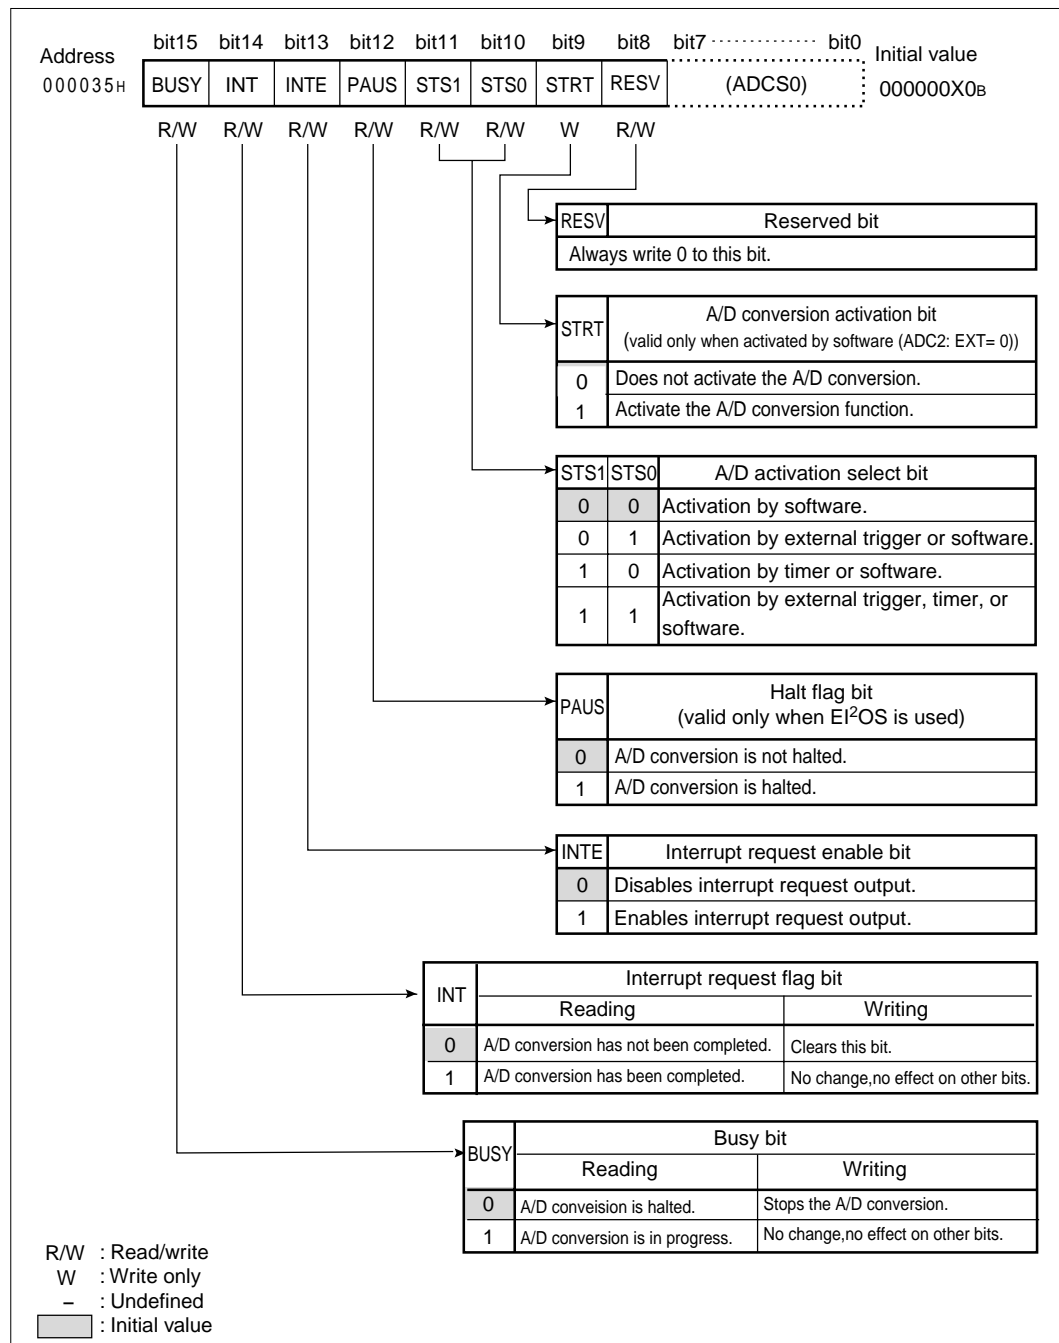 Address
bit15 bit14 bit13 bit12 bit11 bit10 bit9 bit8 bit7 bit0
Initial value
000035H BUSY INT INTE PAUS STS1 STS0 STRT RESV (ADCS0) 000000X0B
R/W R/W R/W R/W R/W R/W W R/W
RESV Reserved bit
Always write 0 to this bit.
STRT A/D conversion activation bit
(valid only when activated by software (ADC2: EXT= 0))
0 Does not activate the A/D conversion.
1 Activate the A/D conversion function.
STS1 STS0 A/D activation select bit
0 0 Activation by software.
0 1 Activation by external trigger or software.
1 0 Activation by timer or software.
1 1 Activation by external trigger, timer, or
software.
PAUS Halt flag bit
(valid only when EI²OS is used)
0 A/D conversion is not halted.
1 A/D conversion is halted.
INTE Interrupt request enable bit
0 Disables interrupt request output.
1 Enables interrupt request output.
INT Interrupt request flag bit
Reading Writing
0 A/D conversion has not been completed. Clears this bit.
1 A/D conversion has been completed. No change,no effect on other bits.
BUSY Busy bit
Reading Writing
0 A/D conveision is halted. Stops the A/D conversion.
1 A/D conversion is in progress. No change,no effect on other bits.
R/W : Read/write
W : Write only
– : Undefined
: Initial value